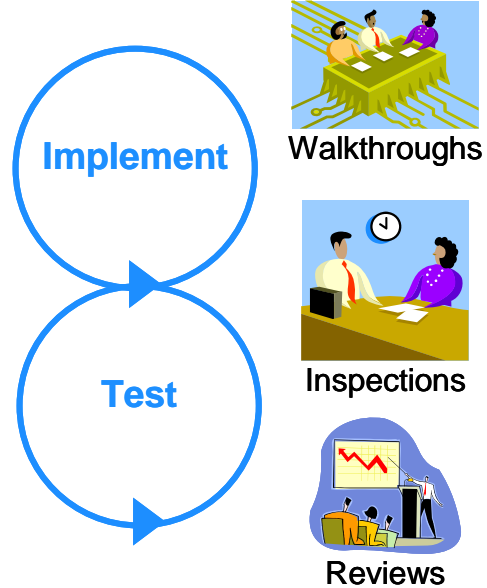 Implement
Walkthroughs
Test
Inspections
Reviews